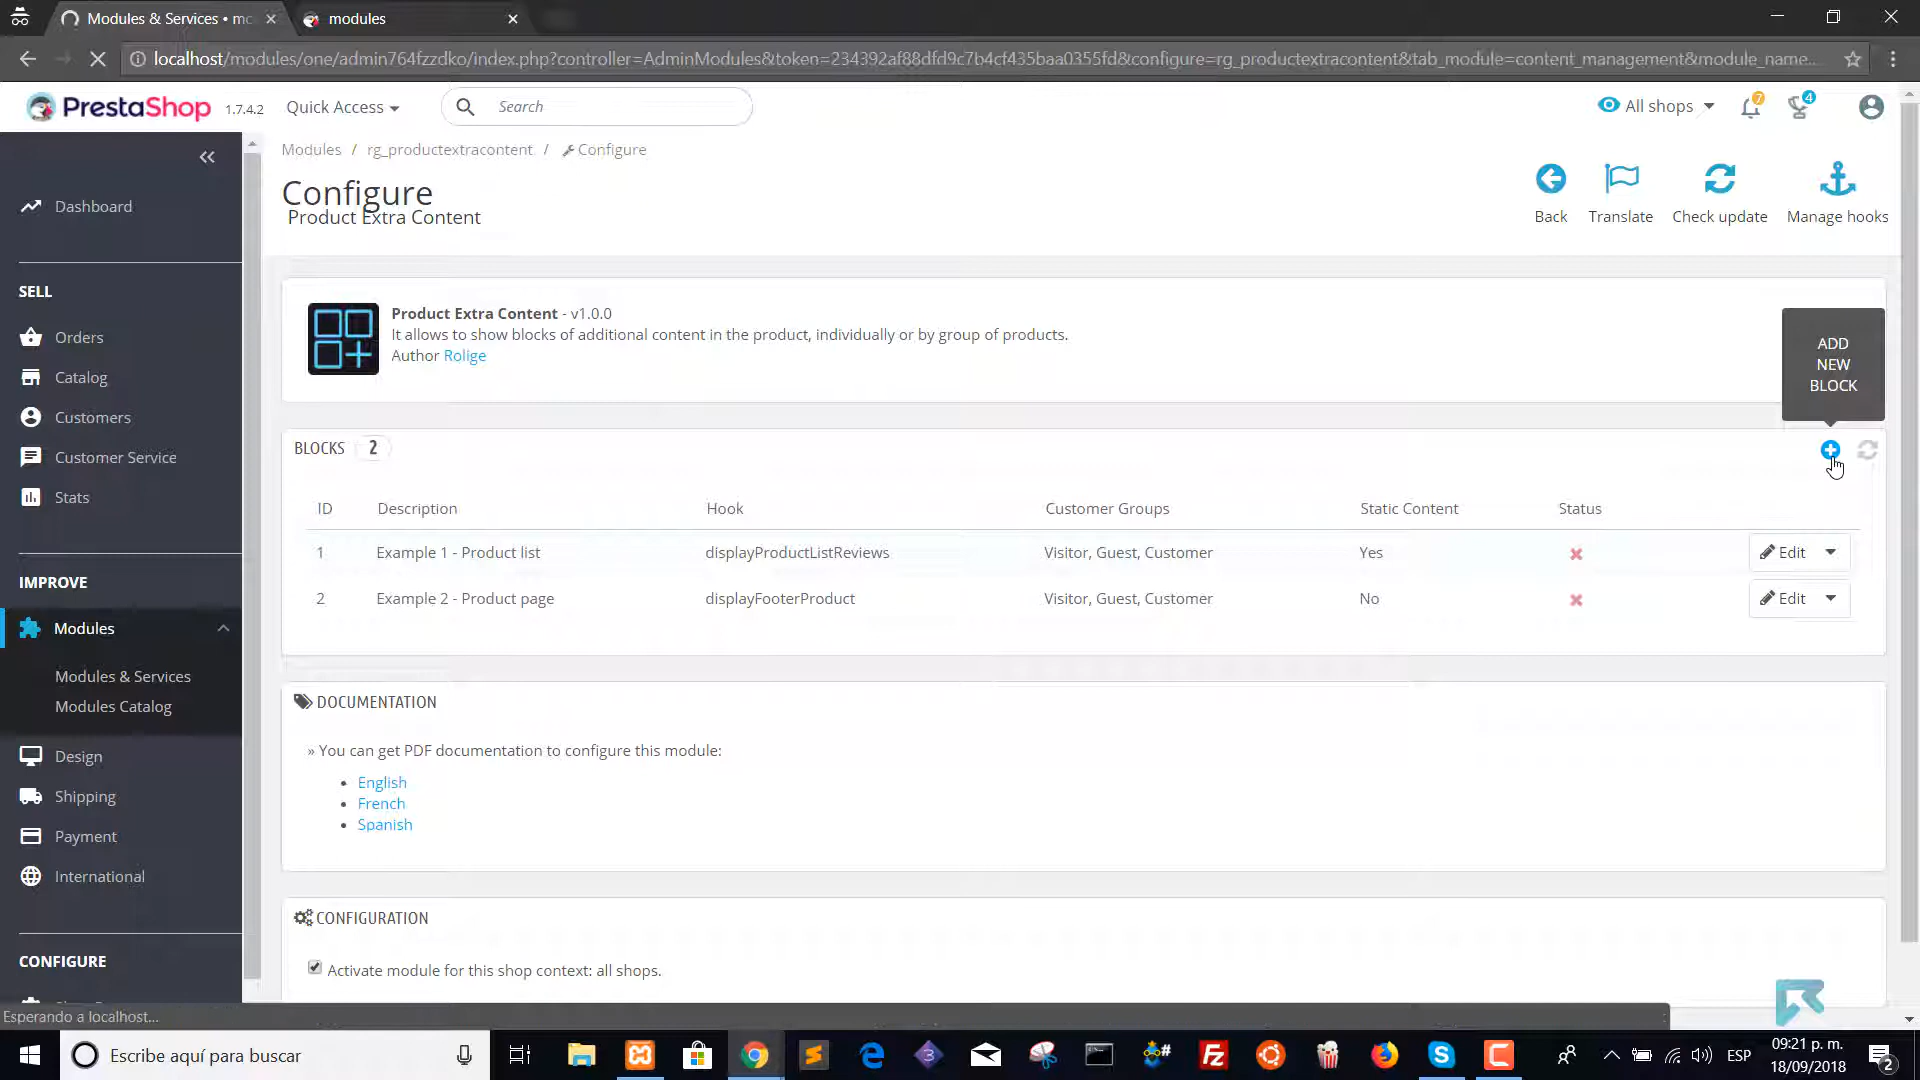 Modules & Services • mc
modules
localhost/modules/one/admin764fzzdko/index.php?controller=AdminModules&token=234392af88dfd9c7b4cf435baa0355fd&configure=rg_productextracontent&tab_module=content_management&module_name...
PrestaShop 1.7.4.2
Quick Access
Search
All shops
7
4
Modules / rg_productextracontent / Configure
Configure
Product Extra Content
Back
Translate
Check update
Manage hooks
Dashboard
SELL
Orders
Catalog
Customers
Customer Service
Stats
IMPROVE
Modules
Modules & Services
Modules Catalog
Design
Shipping
Payment
International
CONFIGURE
Product Extra Content - v1.0.0
It allows to show blocks of additional content in the product, individually or by group of products.
Author Rolige
ADD
NEW
BLOCK
BLOCKS 2
ID Description Hook Customer Groups Static Content Status
1 Example 1 - Product list displayProductListReviews Visitor, Guest, Customer Yes Edit
2 Example 2 - Product page displayFooterProduct Visitor, Guest, Customer No Edit
DOCUMENTATION
» You can get PDF documentation to configure this module:
• English
• French
• Spanish
CONFIGURATION
Activate module for this shop context: all shops.
Esperando a localhost...
Escribe aquí para buscar
ESP
09:21 p. m.
18/09/2018
2